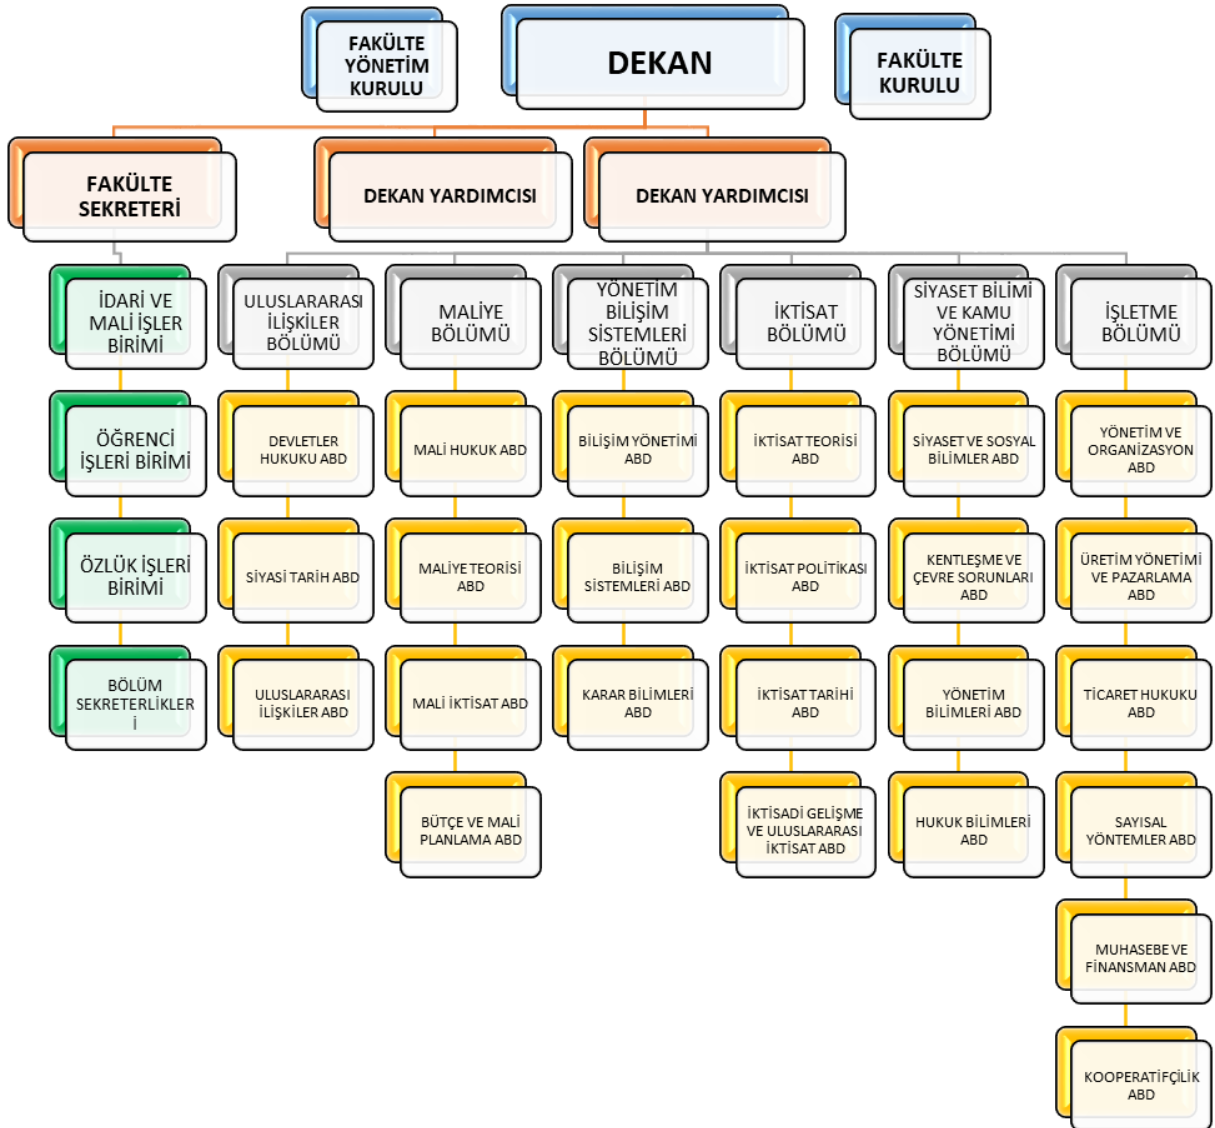 FAKÜLTE
YÖNETİM
KURULU
DEKAN
FAKÜLTE
KURULU
FAKÜLTE
SEKRETERİ
DEKAN YARDIMCISI
DEKAN YARDIMCISI
İDARİ VE
MALİ İŞLER
BİRİMİ
ULUSLARARASI
İLİŞKİLER
BÖLÜMÜ
MALİYE
BÖLÜMÜ
YÖNETİM
BİLİŞİM
SİSTEMLERİ
BÖLÜMÜ
İKTİSAT
BÖLÜMÜ
SİYASET BİLİMİ
VE KAMU
YÖNETİMİ
BÖLÜMÜ
İŞLETME
BÖLÜMÜ
ÖĞRENCİ
İŞLERİ BİRİMİ
DEVLETLER
HUKUKU ABD
MALİ HUKUK ABD
BİLİŞİM YÖNETİMİ
ABD
İKTİSAT TEORİSİ
ABD
SİYASET VE SOSYAL
BİLİMLER ABD
YÖNETİM VE
ORGANİZASYON
ABD
ÖZLÜK İŞLERİ
BİRİMİ
SİYASİ TARİH ABD
MALİYE TEORİSİ
ABD
BİLİŞİM
SİSTEMLERİ ABD
İKTİSAT POLİTİKASI
ABD
KENTLEŞME VE
ÇEVRE SORUNLARI
ABD
ÜRETİM YÖNETİMİ
VE PAZARLAMA
ABD
BÖLÜM
SEKRETERLİKLER
İ
ULUSLARARASI
İLİŞKİLER ABD
MALİ İKTİSAT ABD
KARAR BİLİMLERİ
ABD
İKTİSAT TARİHİ
ABD
YÖNETİM
BİLİMLERİ ABD
TİCARET HUKUKU
ABD
BÜTÇE VE MALİ
PLANLAMA ABD
İKTİSADİ GELİŞME
VE ULUSLARARASI
İKTİSAT ABD
HUKUK BİLİMLERİ
ABD
SAYISAL
YÖNTEMLER ABD
MUHASEBE VE
FİNANSMAN ABD
KOOPERATİFÇİLİK
ABD